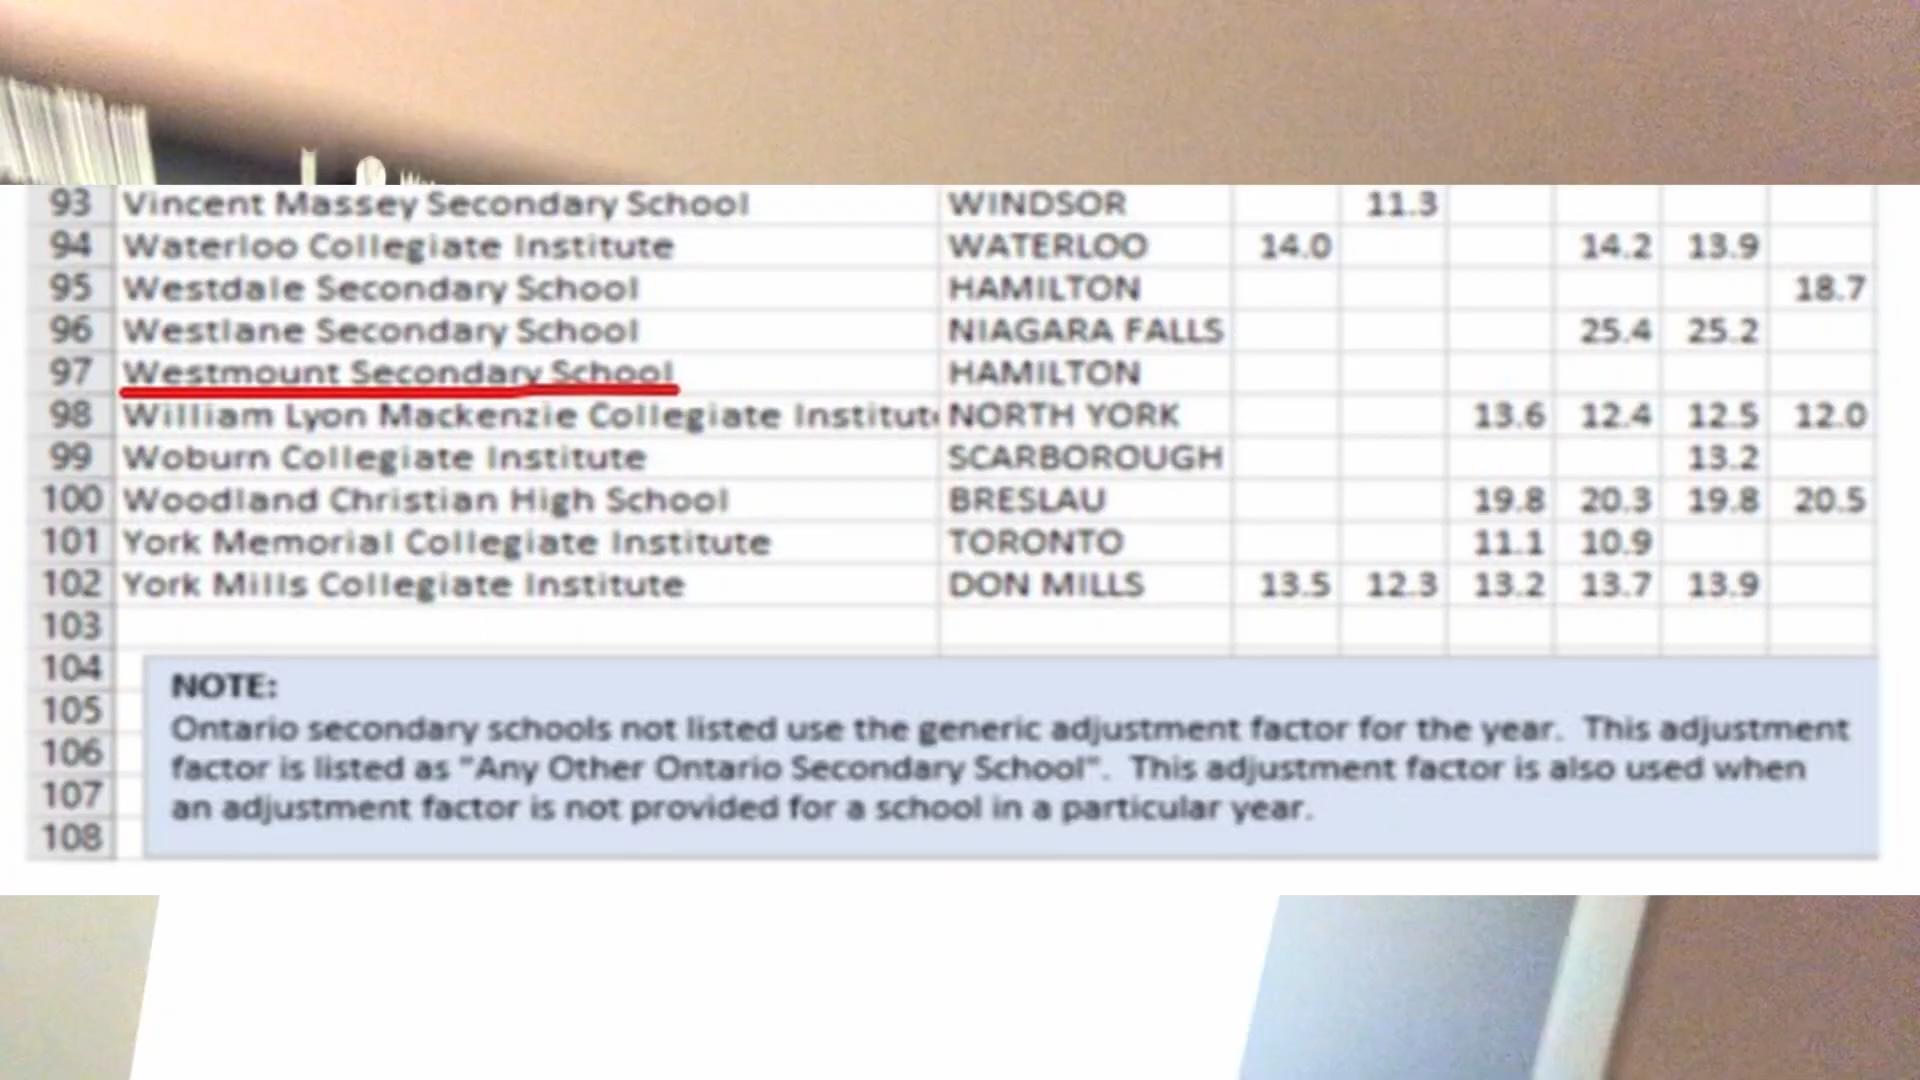 93 Vincent Massey Secondary School WINDSOR 11.3
94 Waterloo Collegiate Institute WATERLOO 14.0 14.2 13.9
95 Westdale Secondary School HAMILTON 18.7
96 Westlane Secondary School NIAGARA FALLS 25.4 25.2
97 Westmount Secondary School HAMILTON
98 William Lyon Mackenzie Collegiate Institut NORTH YORK 13.6 12.4 12.5 12.0
99 Woburn Collegiate Institute SCARBOROUGH 13.2
100 Woodland Christian High School BRESLAU 19.8 20.3 19.8 20.5
101 York Memorial Collegiate Institute TORONTO 11.1 10.9
102 York Mills Collegiate Institute DON MILLS 13.5 12.3 13.2 13.7 13.9
103
104
NOTE:
105
Ontario secondary schools not listed use the generic adjustment factor for the year. This adjustment
106
factor is listed as "Any Other Ontario Secondary School". This adjustment factor is also used when
107
an adjustment factor is not provided for a school in a particular year.
108